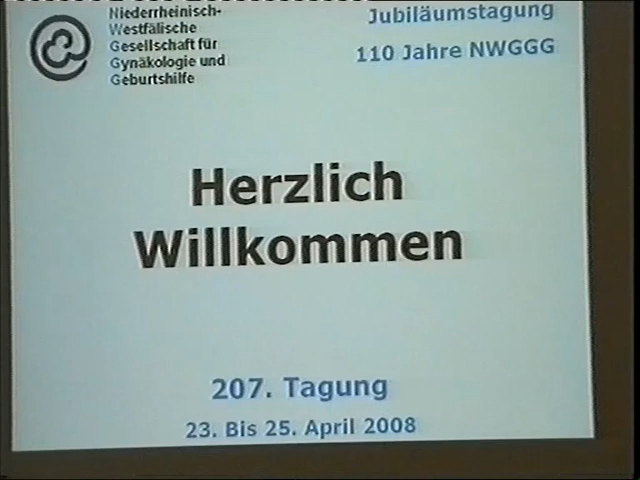 Niederrheinisch-
Westfälische
Gesellschaft für
Gynäkologie und
Geburtshilfe
Jubiläumstagung
110 Jahre NWGGG
Herzlich
Willkommen
207. Tagung
23. Bis 25. April 2008